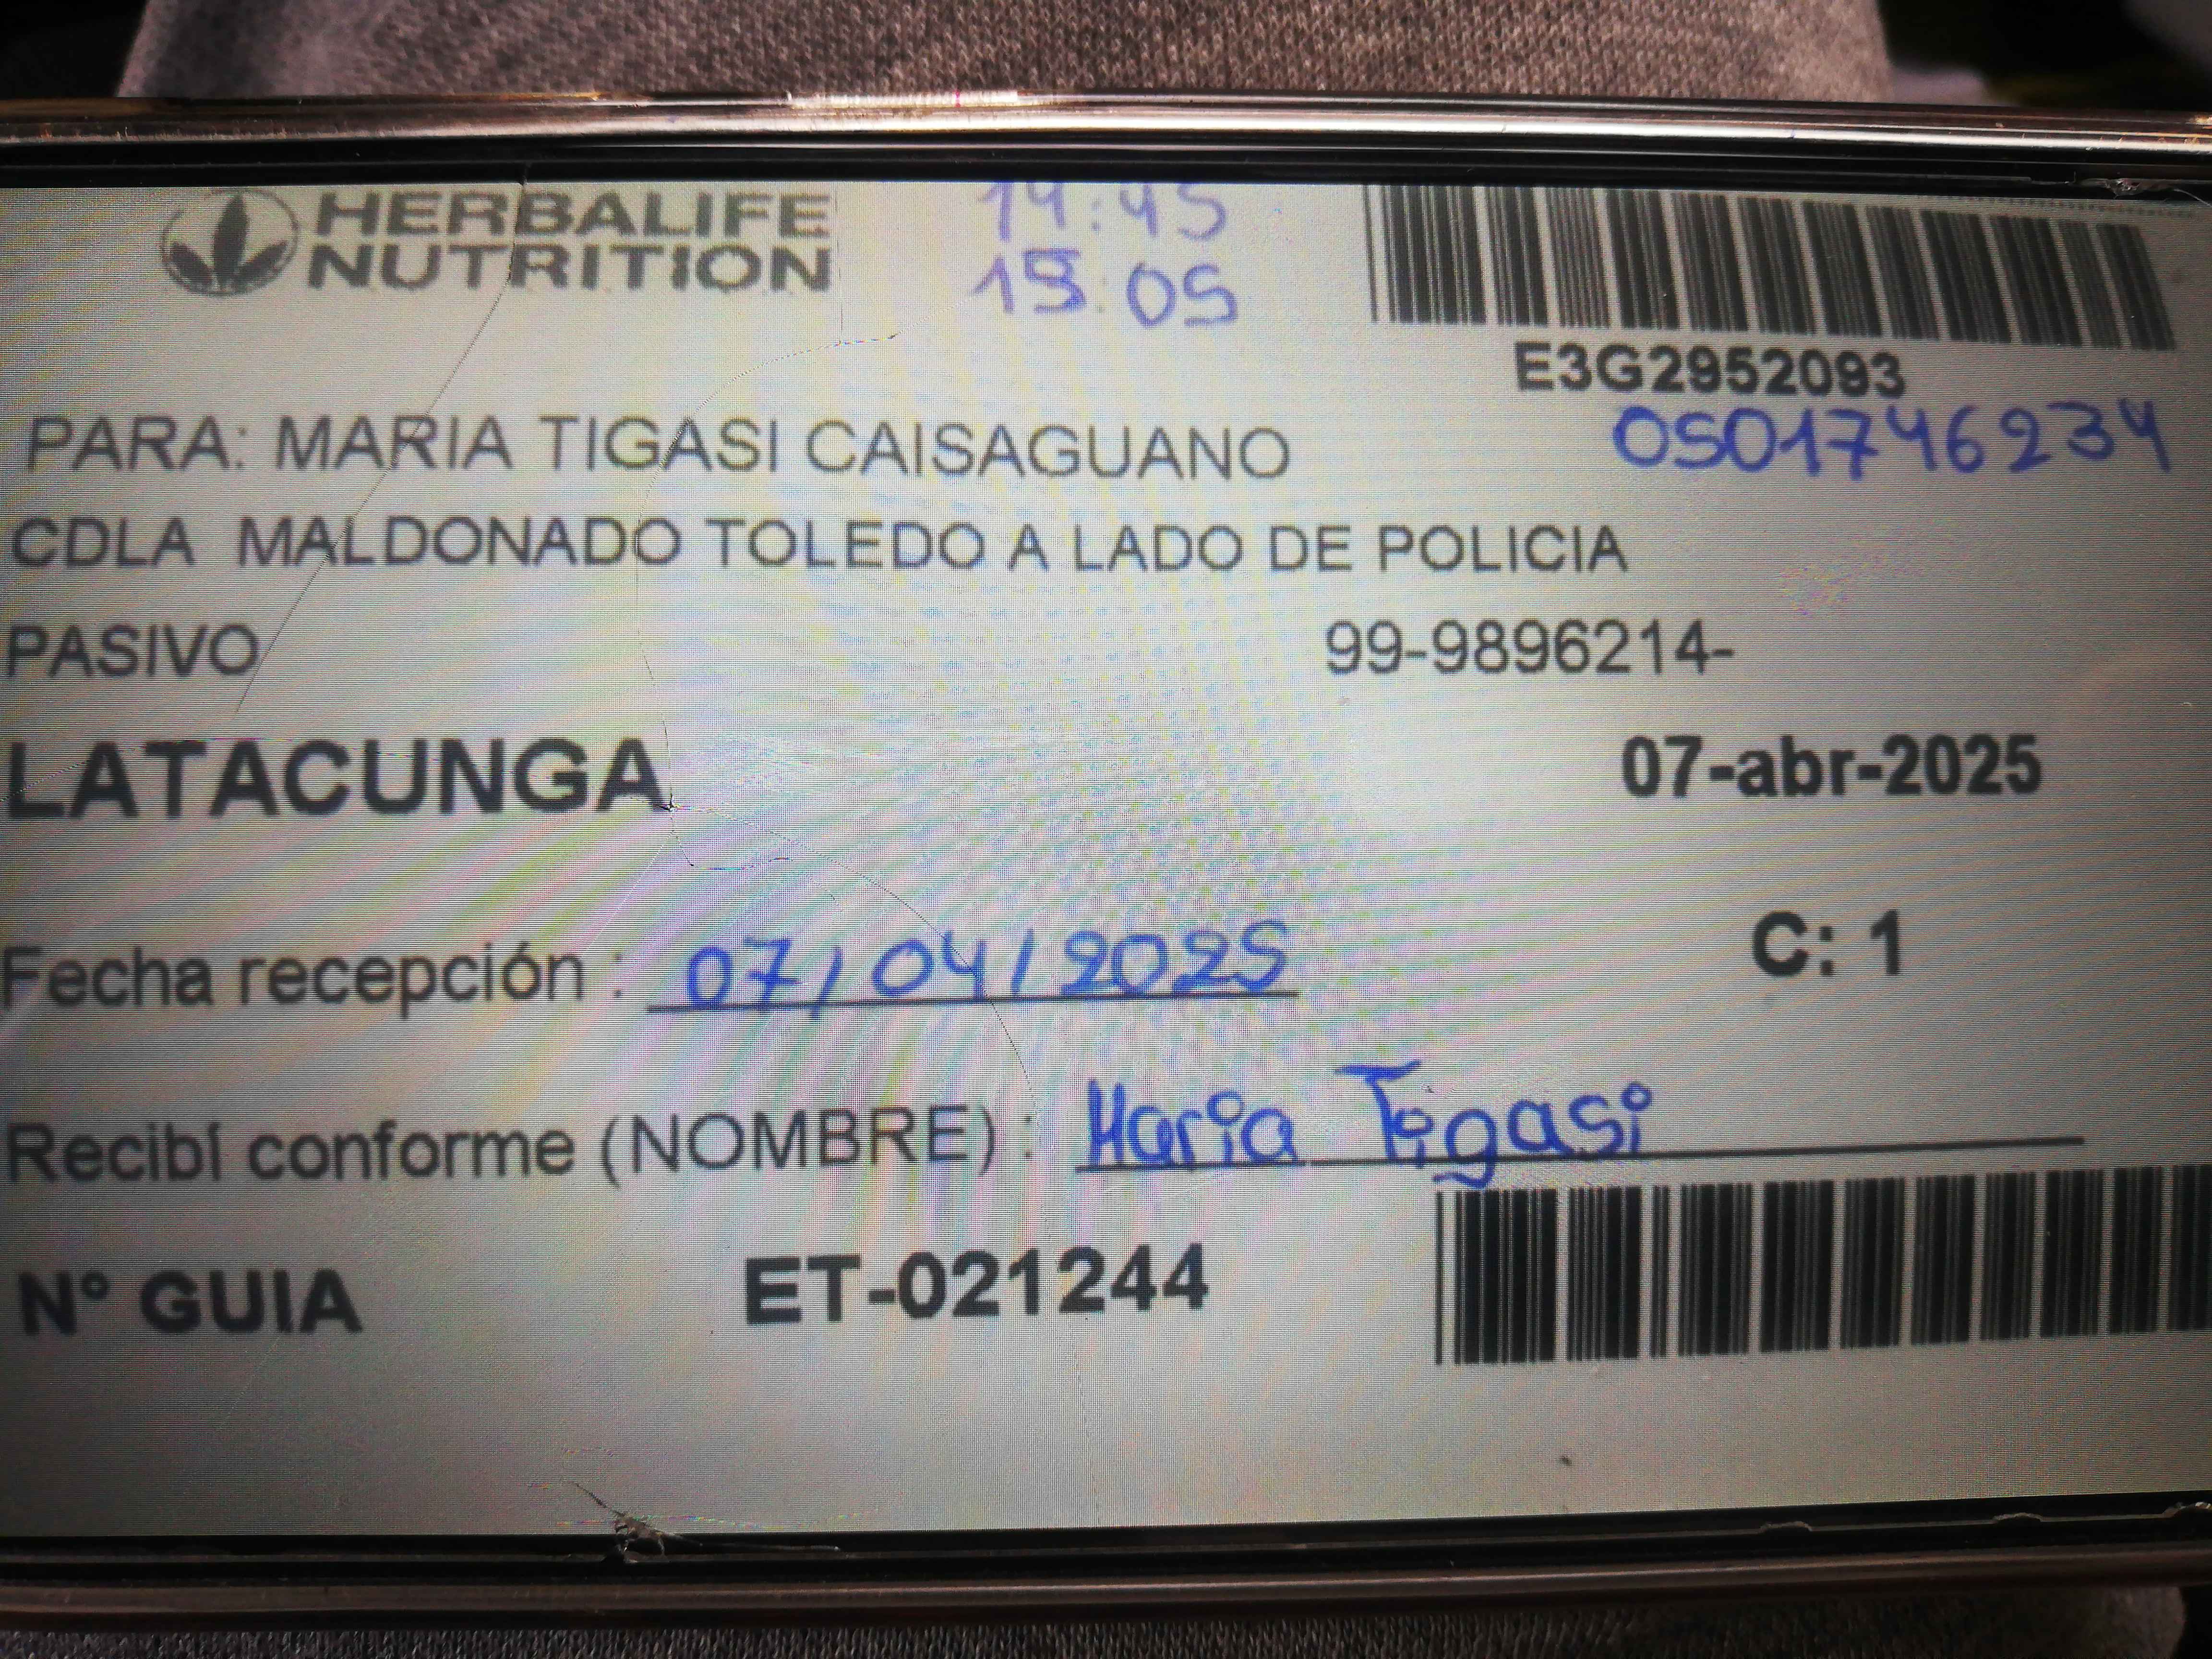 HERBALIFE
NUTRITION
14:45
15:05
E3G2952093
0501746234
PARA: MARIA TIGASI CAISAGUANO
CDLA MALDONADO TOLEDO A LADO DE POLICIA
PASIVO
99-9896214-
LATACUNGA
07-abr-2025
Fecha recepción : 07/04/2025
C: 1
Recibí conforme (NOMBRE) : Maria Tigasi
Nº GUIA ET-021244